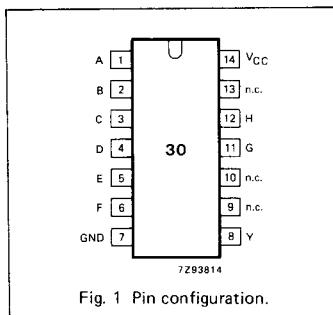 A 1 14 VCC
B 2 13 n.c.
C 3 12 H
D 4 30 11 G
E 5 10 n.c.
F 6 9 n.c.
GND 7 8 Y
7Z93814
Fig. 1 Pin configuration.